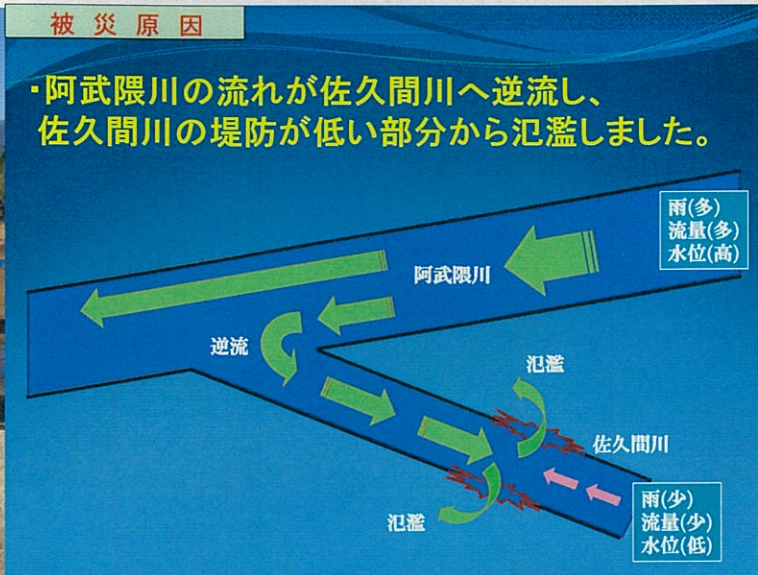 被災原因
・阿武隈川の流れが佐久間川へ逆流し、
佐久間川の堤防が低い部分から氾濫しました。
雨(多)
流量(多)
水位(高)
阿武隈川
逆流
氾濫
佐久間川
氾濫
雨(少)
流量(少)
水位(低)